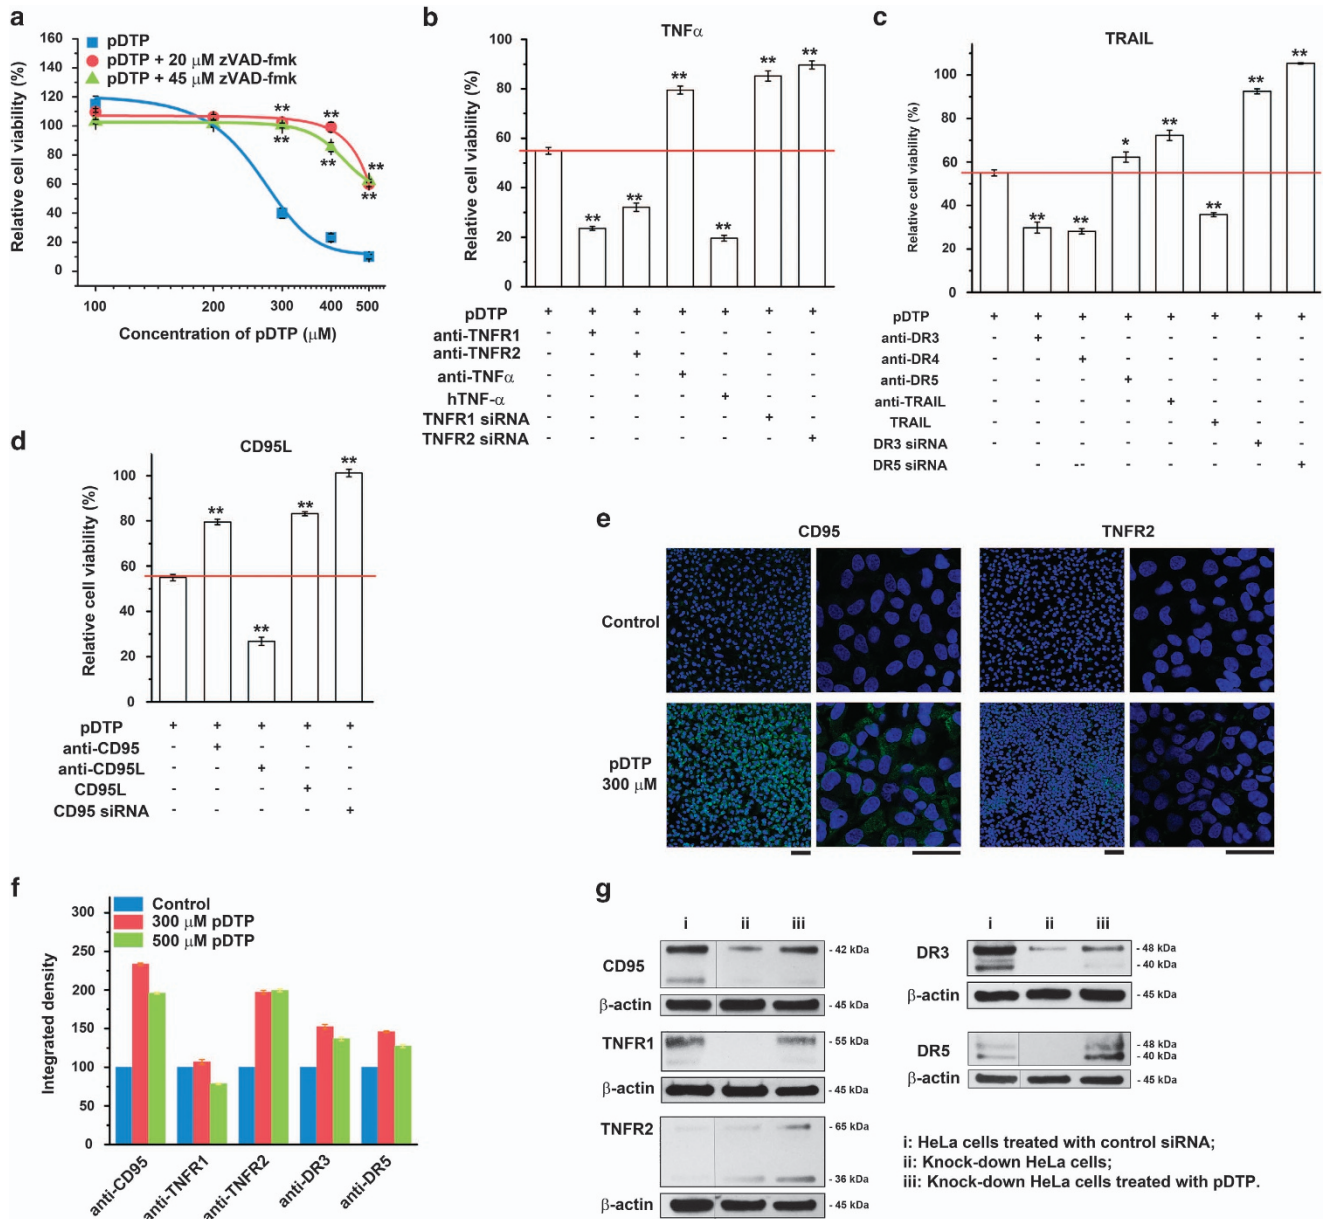 a
Relative cell viability (%)
160
140
120
100
80
60
40
20
0
pDTP
pDTP + 20 μM zVAD-fmk
pDTP + 45 μM zVAD-fmk
**
**
**
**
**
**
100 200 300 400 500
Concentration of pDTP (μM)
b
TNFα
Relative cell viability (%)
100
80
60
40
20
0
** ** ** ** ** **
pDTP + + + + + + +
anti-TNFR1 - + - - - - -
anti-TNFR2 - - + - - - -
anti-TNFα - - - + - - -
hTNF-α - - - - + - -
TNFR1 siRNA - - - - - + -
TNFR2 siRNA - - - - - - +
c
TRAIL
Relative cell viability (%)
100
80
60
40
20
0
** ** * ** ** ** **
pDTP + + + + + + + +
anti-DR3 - + - - - - - -
anti-DR4 - - + - - - - -
anti-DR5 - - - + - - - -
anti-TRAIL - - - - + - - -
TRAIL - - - - - + - -
DR3 siRNA - - - - - - + -
DR5 siRNA - - -- - - - - +
d
CD95L
Relative cell viability (%)
100
80
60
40
20
0
** ** ** **
pDTP + + + + +
anti-CD95 - + - - -
anti-CD95L - - + - -
CD95L - - - + -
CD95 siRNA - - - - +
e
CD95 TNFR2
Control
pDTP
300 μM
f
Integrated density
300
250
200
150
100
50
0
Control
300 μM pDTP
500 μM pDTP
anti-CD95
anti-TNFR1
anti-TNFR2
anti-DR3
anti-DR5
g
i ii iii
CD95
- 42 kDa
β-actin - 45 kDa
TNFR1 - 55 kDa
β-actin - 45 kDa
TNFR2 - 65 kDa
- 36 kDa
β-actin - 45 kDa
i ii iii
DR3 - 48 kDa
- 40 kDa
β-actin - 45 kDa
DR5 - 48 kDa
- 40 kDa
β-actin - 45 kDa
i: HeLa cells treated with control siRNA;
ii: Knock-down HeLa cells;
iii: Knock-down HeLa cells treated with pDTP.